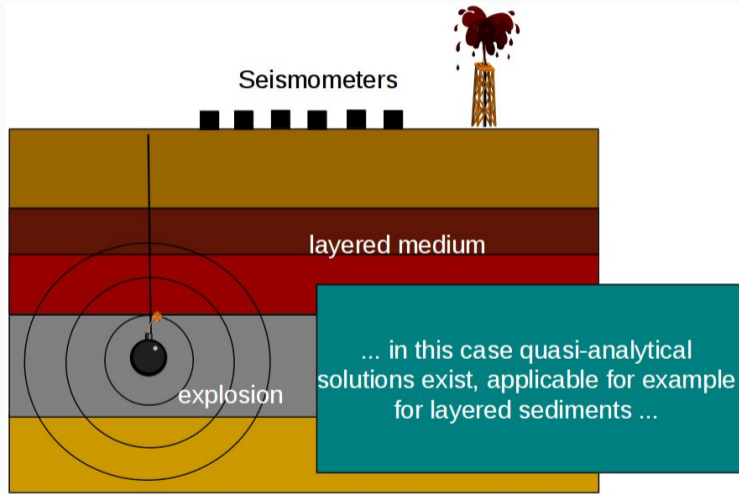 Seismometers
layered medium
explosion
... in this case quasi-analytical
solutions exist, applicable for example
for layered sediments ...